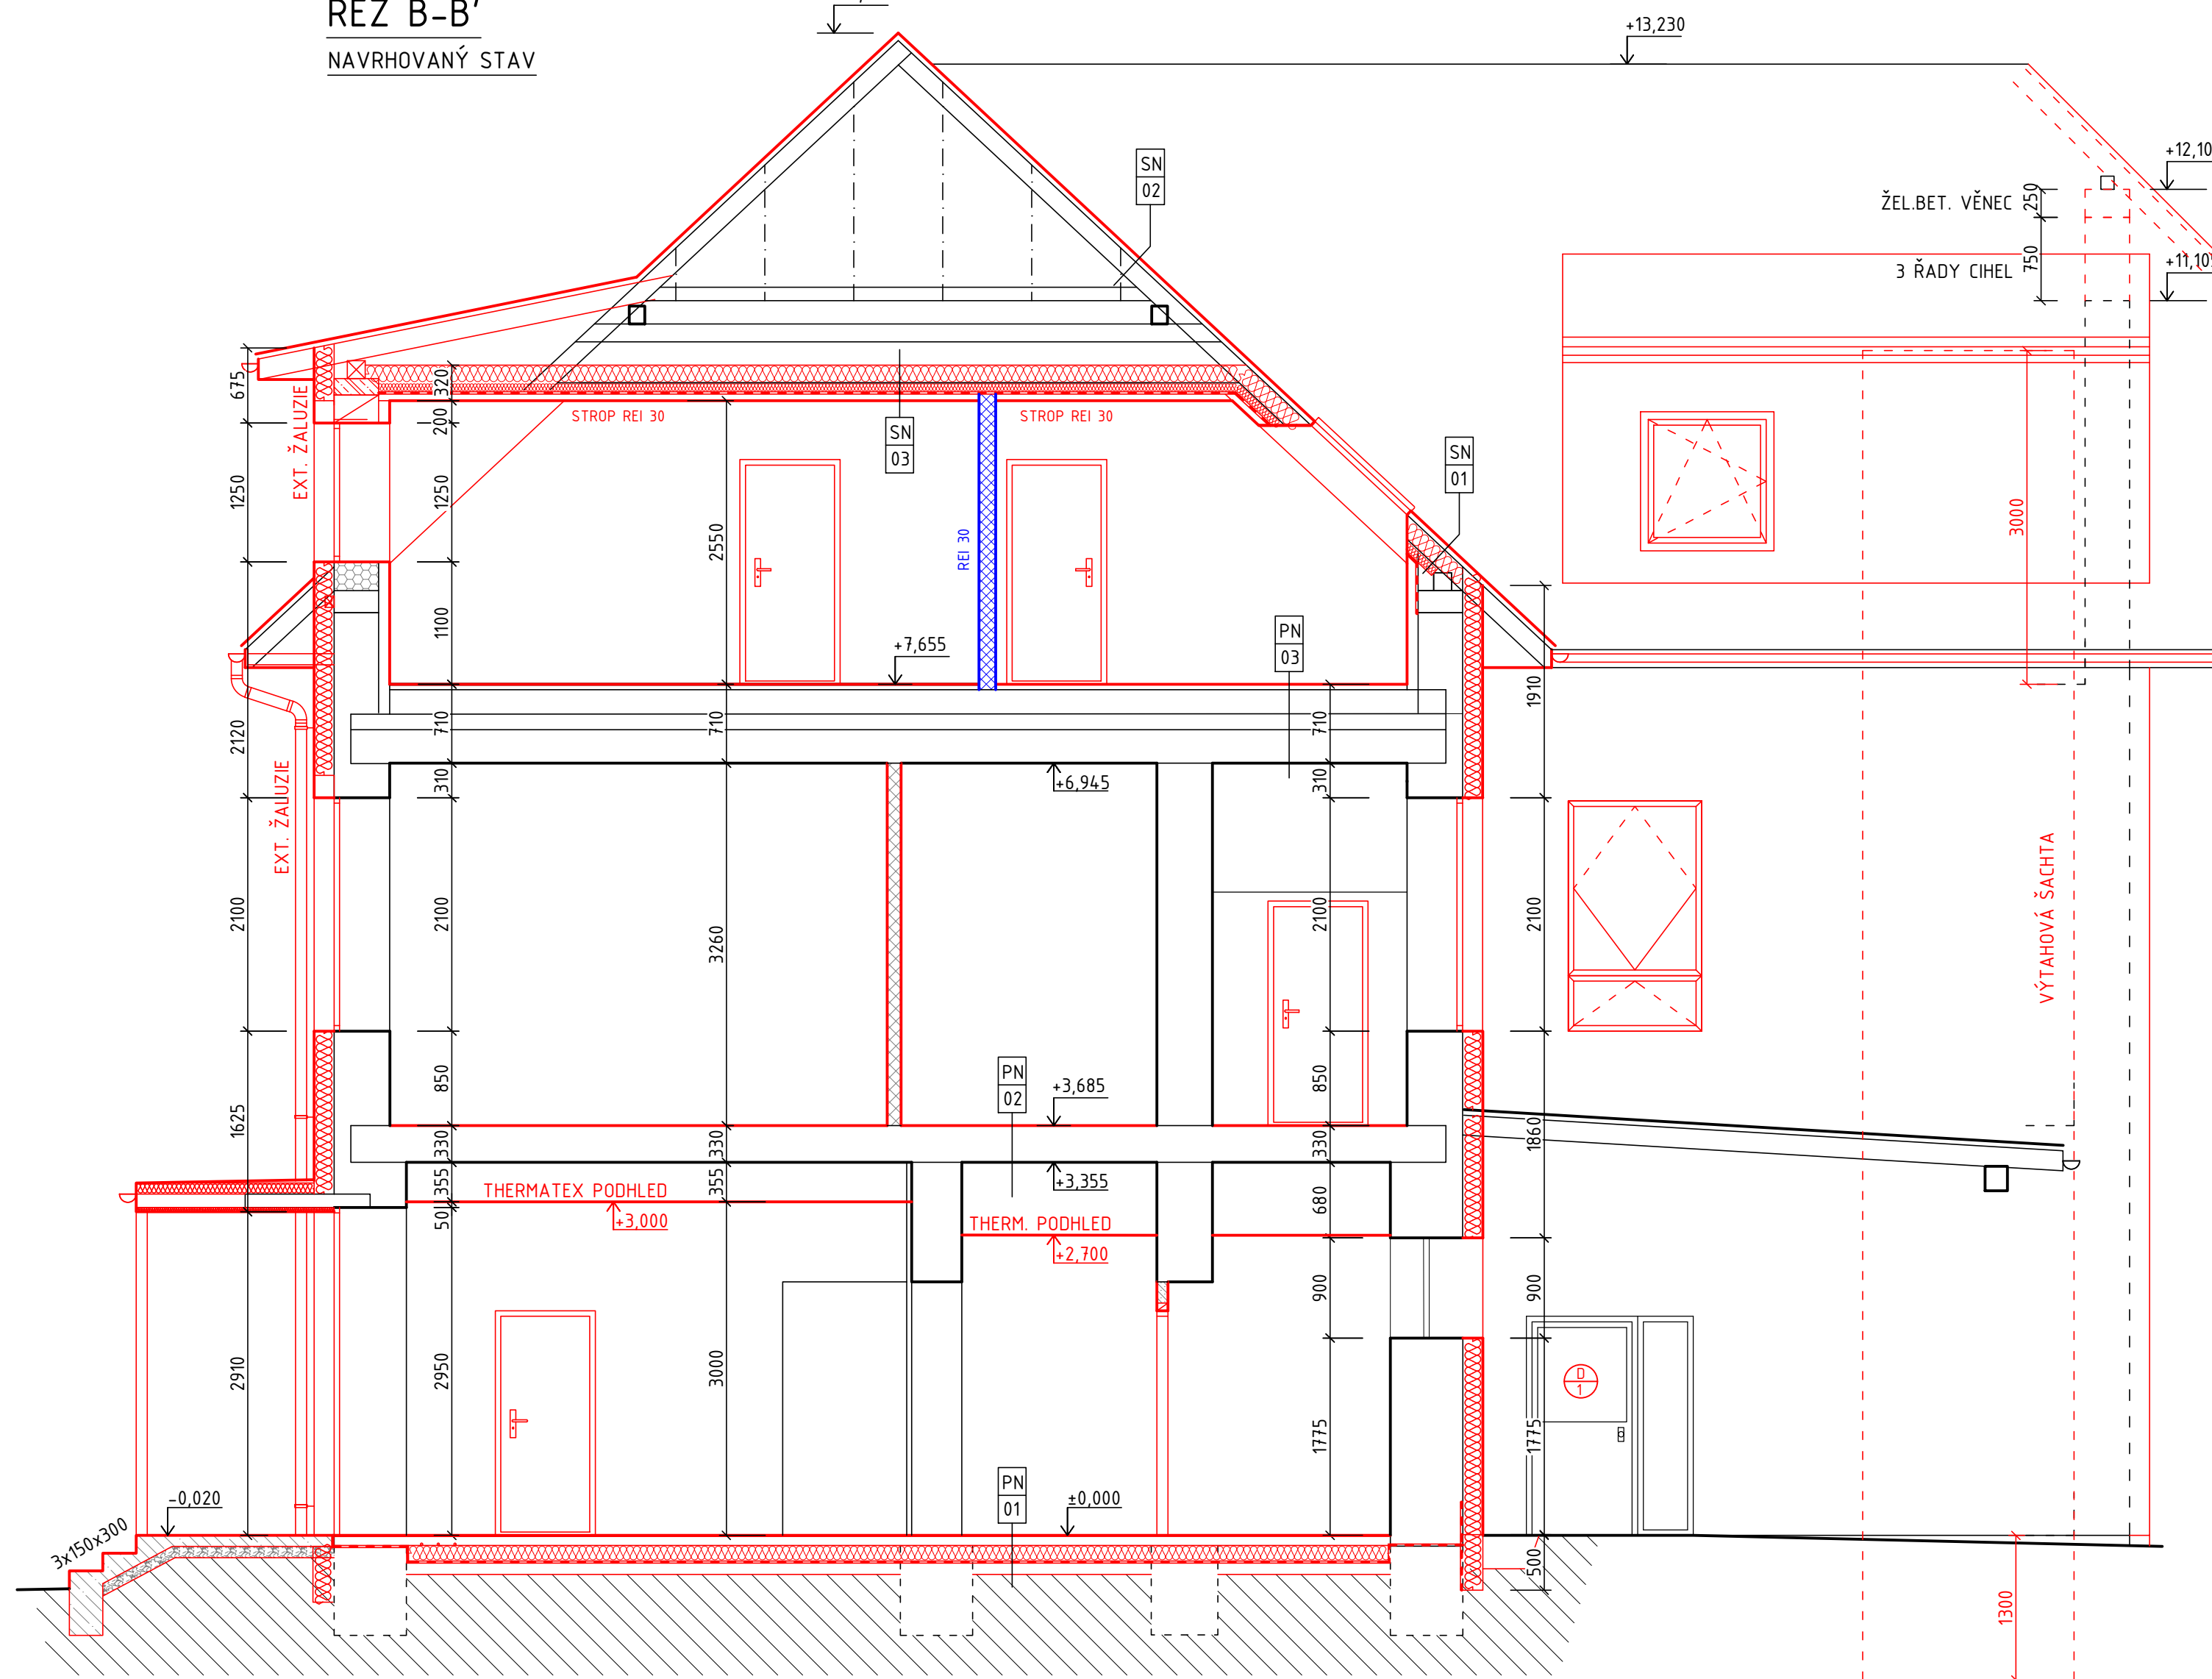 ŘEZ B-B'
NAVRHOVANÝ STAV
+13,230
SN
02
ŽEL.BET. VĚNEC
250
3 ŘADY CIHEL
750
675
EXT. ŽALUZIE
320
200
STROP REI 30
STROP REI 30
SN
03
SN
01
1250
1250
2550
REI 30
3000
1100
+7,655
PN
03
1910
2120
710
710
710
310
+6,945
310
EXT. ŽALUZIE
2100
2100
3260
2100
2100
VÝTAHOVÁ ŠACHTA
850
PN
02
+3,685
850
1625
330
330
330
1860
355
THERMATEX PODHLED
355
+3,355
680
50
+3,000
THERM. PODHLED
+2,700
900
900
2910
2950
3000
1775
1775
D
1
3x150x300
-0,020
PN
01
±0,000
500
1300